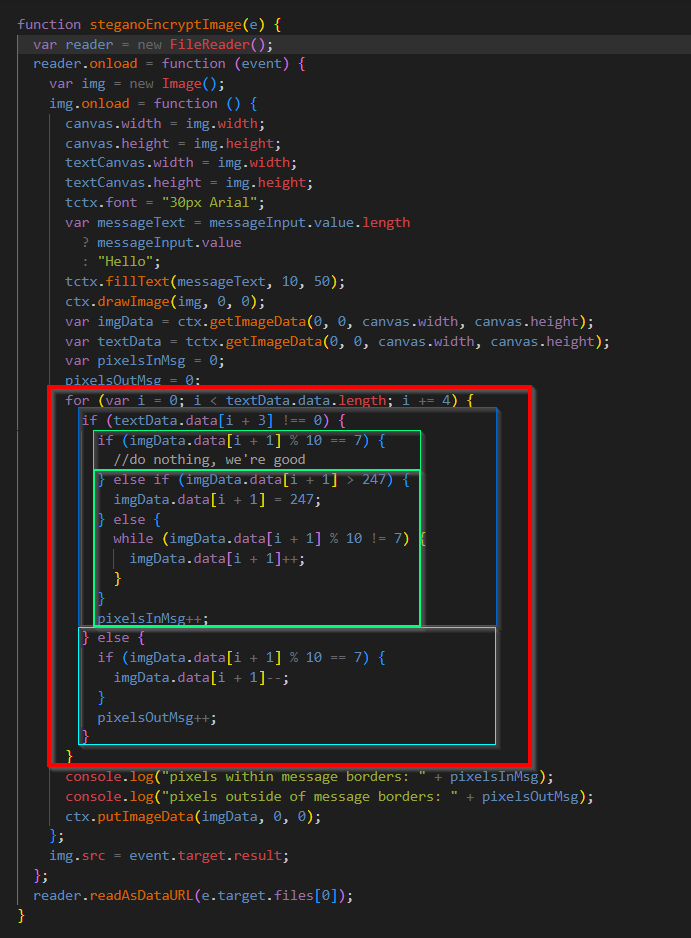 function steganoEncryptImage(e) {
var reader = new FileReader();
reader.onload = function (event) {
var img = new Image();
img.onload = function () {
canvas.width = img.width;
canvas.height = img.height;
textCanvas.width = img.width;
textCanvas.height = img.height;
tctx.font = "30px Arial";
var messageText = messageInput.value.length
? messageInput.value
: "Hello";
tctx.fillText(messageText, 10, 50);
ctx.drawImage(img, 0, 0);
var imgData = ctx.getImageData(0, 0, canvas.width, canvas.height);
var textData = tctx.getImageData(0, 0, canvas.width, canvas.height);
var pixelsInMsg = 0;
pixelsOutMsg = 0;
for (var i = 0; i < textData.data.length; i += 4) {
if (textData.data[i + 3] !== 0) {
if (imgData.data[i + 1] % 10 == 7) {
//do nothing, we're good
} else if (imgData.data[i + 1] > 247) {
imgData.data[i + 1] = 247;
} else {
while (imgData.data[i + 1] % 10 != 7) {
imgData.data[i + 1]++;
}
}
pixelsInMsg++;
} else {
if (imgData.data[i + 1] % 10 == 7) {
imgData.data[i + 1]--;
}
pixelsOutMsg++;
}
}
console.log("pixels within message borders: " + pixelsInMsg);
console.log("pixels outside of message borders: " + pixelsOutMsg);
ctx.putImageData(imgData, 0, 0);
};
img.src = event.target.result;
};
reader.readAsDataURL(e.target.files[0]);
}